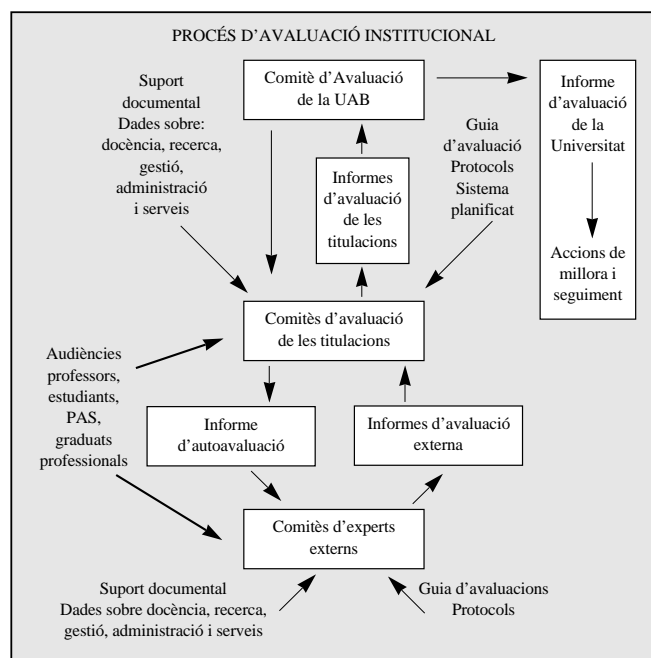 PROCÉS D'AVALUACIÓ INSTITUCIONAL
Suport
documental
Dades sobre:
docència, recerca,
gestió,
administració
i serveis
Comitè d'Avaluació
de la UAB
Informe
d'avaluació
de la
Universitat
Guia
d'avaluació
Protocols
Sistema
planificat
Informes
d'avaluació
de les
titulacions
Accions de
millora i
seguiment
Comitès d'avaluació
de les titulacions
Audiències
professors,
estudiants,
PAS,
graduats
professionals
Informe
d'autoavaluació
Informes d'avaluació
externa
Comitès d'experts
externs
Suport documental
Dades sobre docència, recerca,
gestió, administració i serveis
Guia d'avaluacions
Protocols